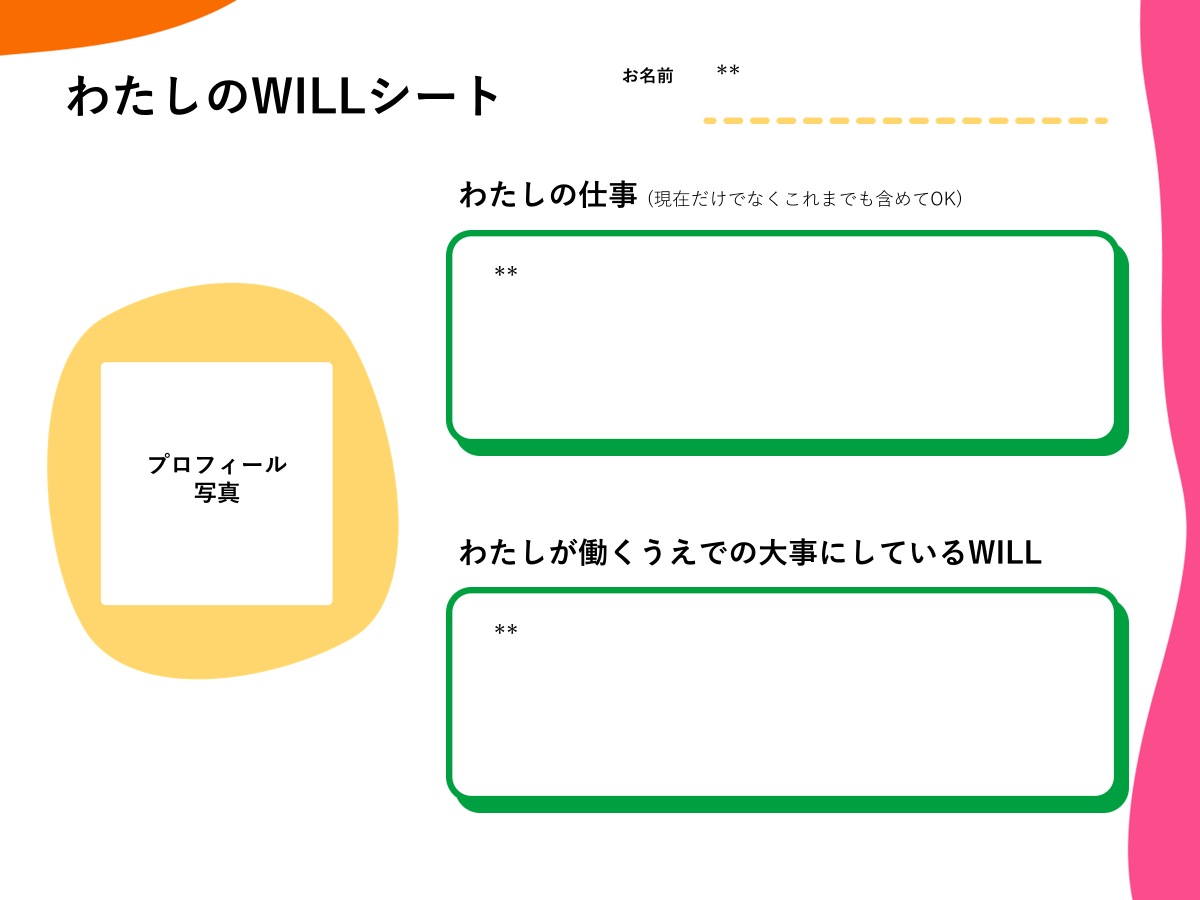 わたしのWILLシート
お名前 **
わたしの仕事 (現在だけでなくこれまでも含めてOK)
**
プロフィール
写真
わたしが働くうえでの大事にしているWILL
**